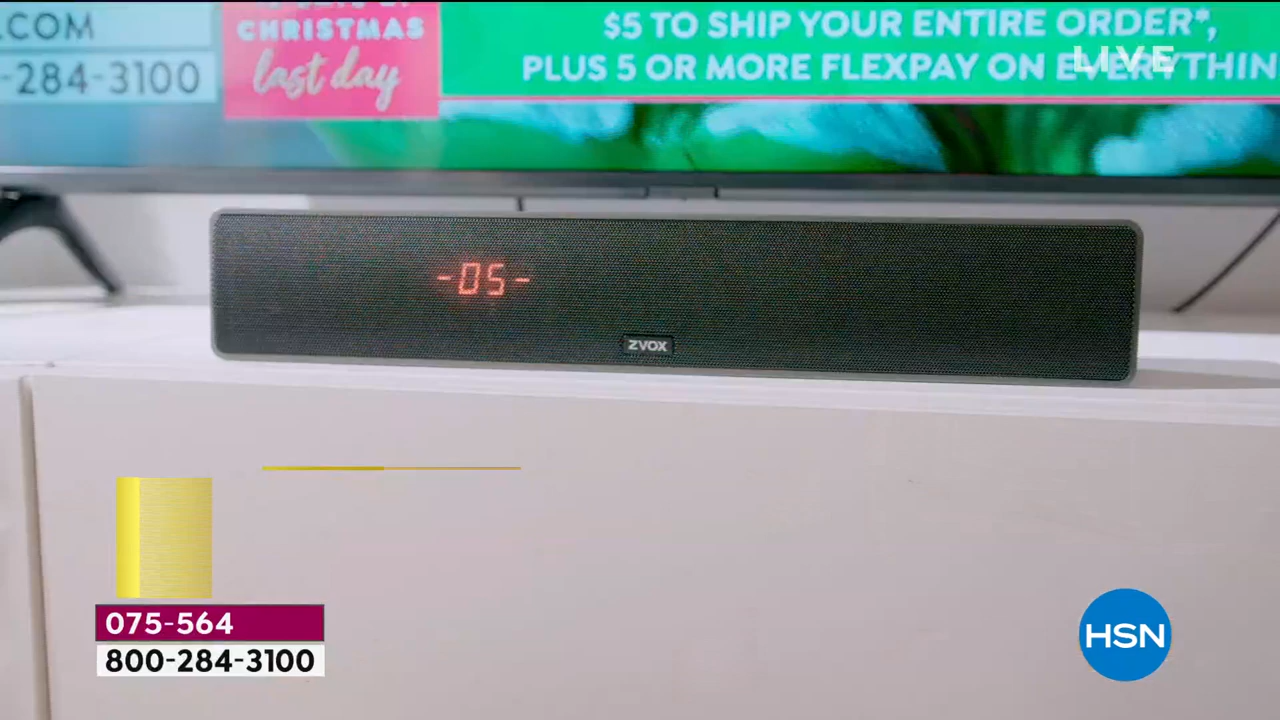 .COM
-284-3100
CHRISTMAS
last day
$5 TO SHIP YOUR ENTIRE ORDER*,
PLUS 5 OR MORE FLEXPAY ON EVERYTHIN
LIVE
-05-
ZVOX
075-564
800-284-3100
HSN